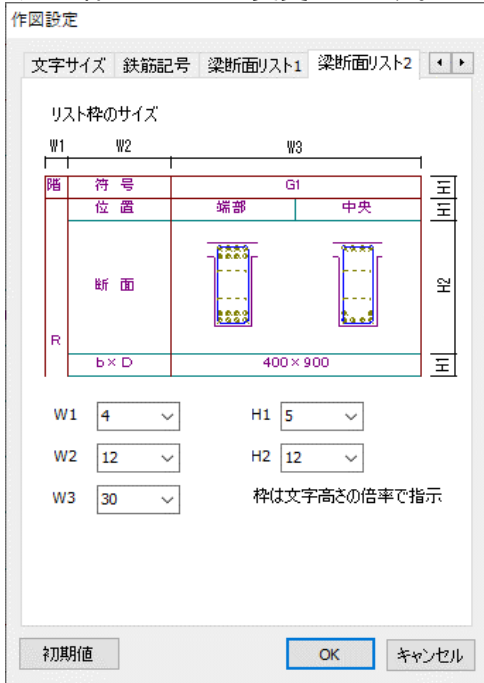 作図設定
文字サイズ 鉄筋記号 梁断面リスト1 梁断面リスト2
リスト枠のサイズ
W1 W2 W3
階 符 号 G1 H1
位 置 端部 中央 H1
断 面 H2
R
b×D 400×900 H1
W1 4 H1 5
W2 12 H2 12
W3 30 枠は文字高さの倍率で指示
初期値 OK キャンセル